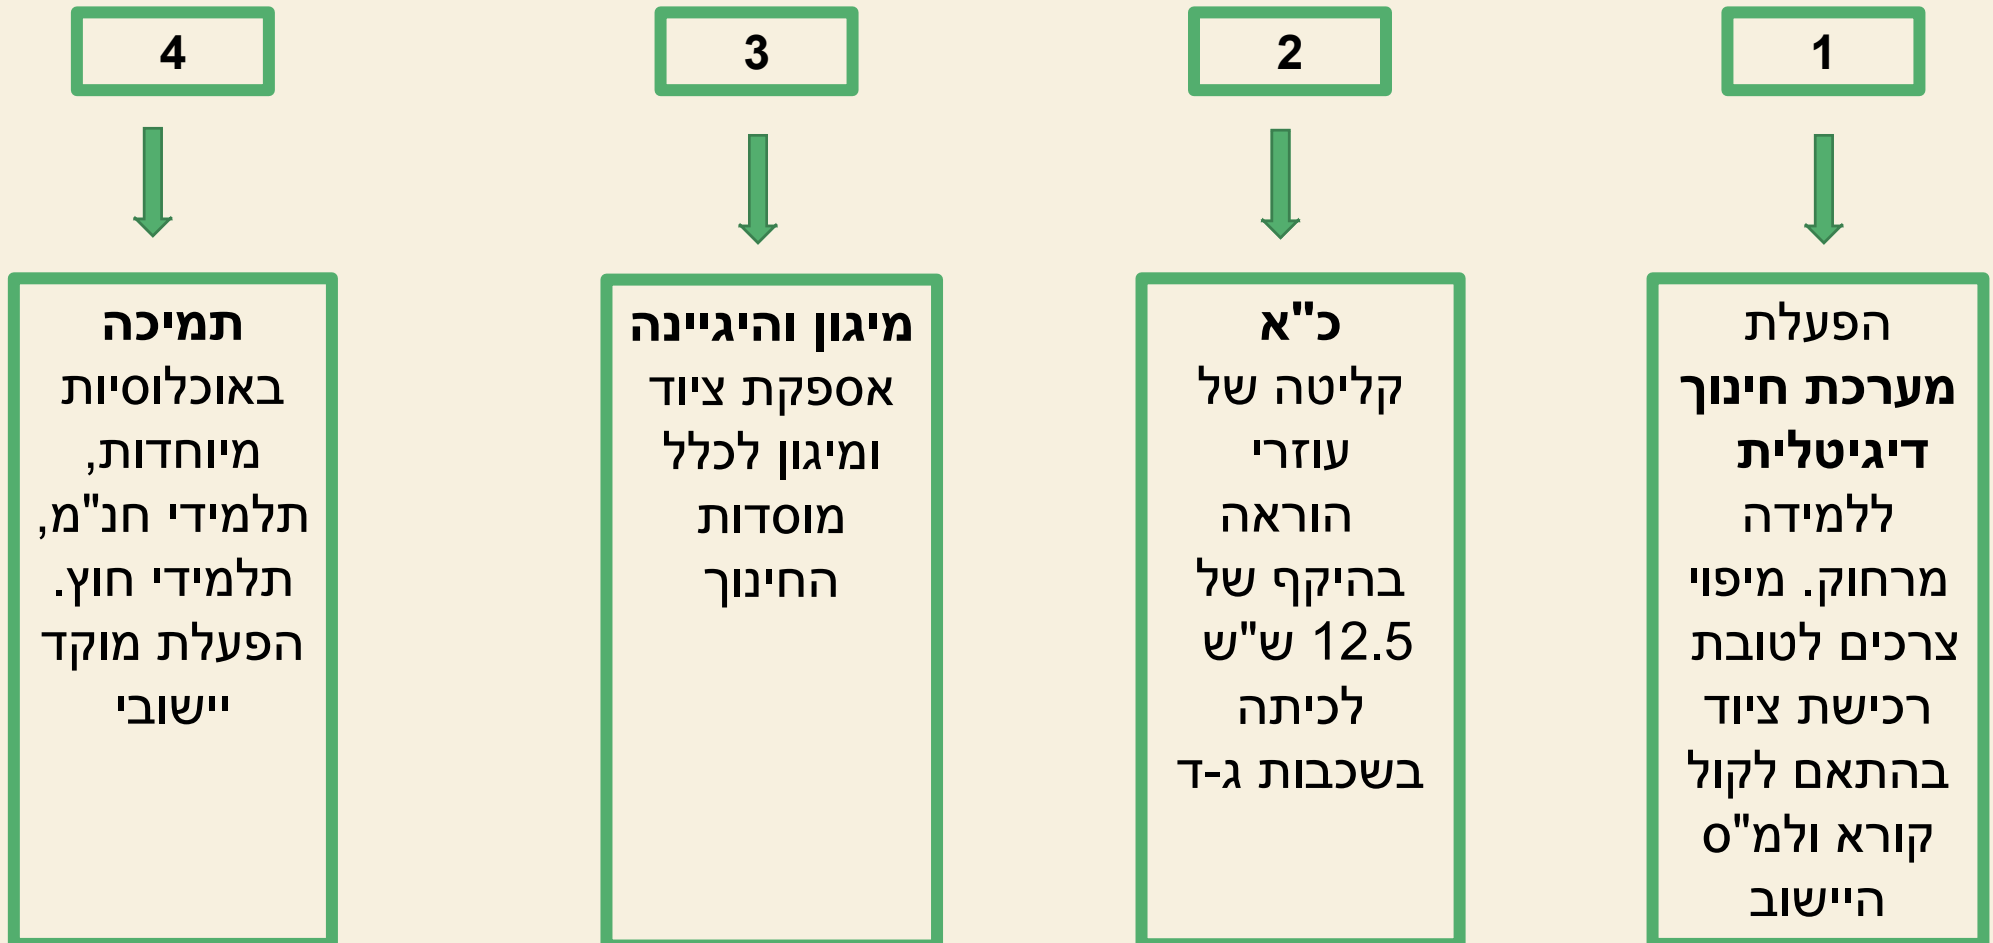 1
הפעלת
מערכת חינוך
דיגיטלית
ללמידה
מרחוק. מיפוי
צרכים לטובת
רכישת ציוד
בהתאם לקול
קורא ולמ"ס
היישוב
2
כ"א
קליטה של
עוזרי
הוראה
בהיקף של
12.5 ש"ש
לכיתה
בשכבות ג-ד
3
מיגון והיגיינה
אספקת ציוד
ומיגון לכלל
מוסדות
החינוך
4
תמיכה
באוכלוסיות
מיוחדות,
תלמידי חנ"מ,
תלמידי חוץ.
הפעלת מוקד
יישובי